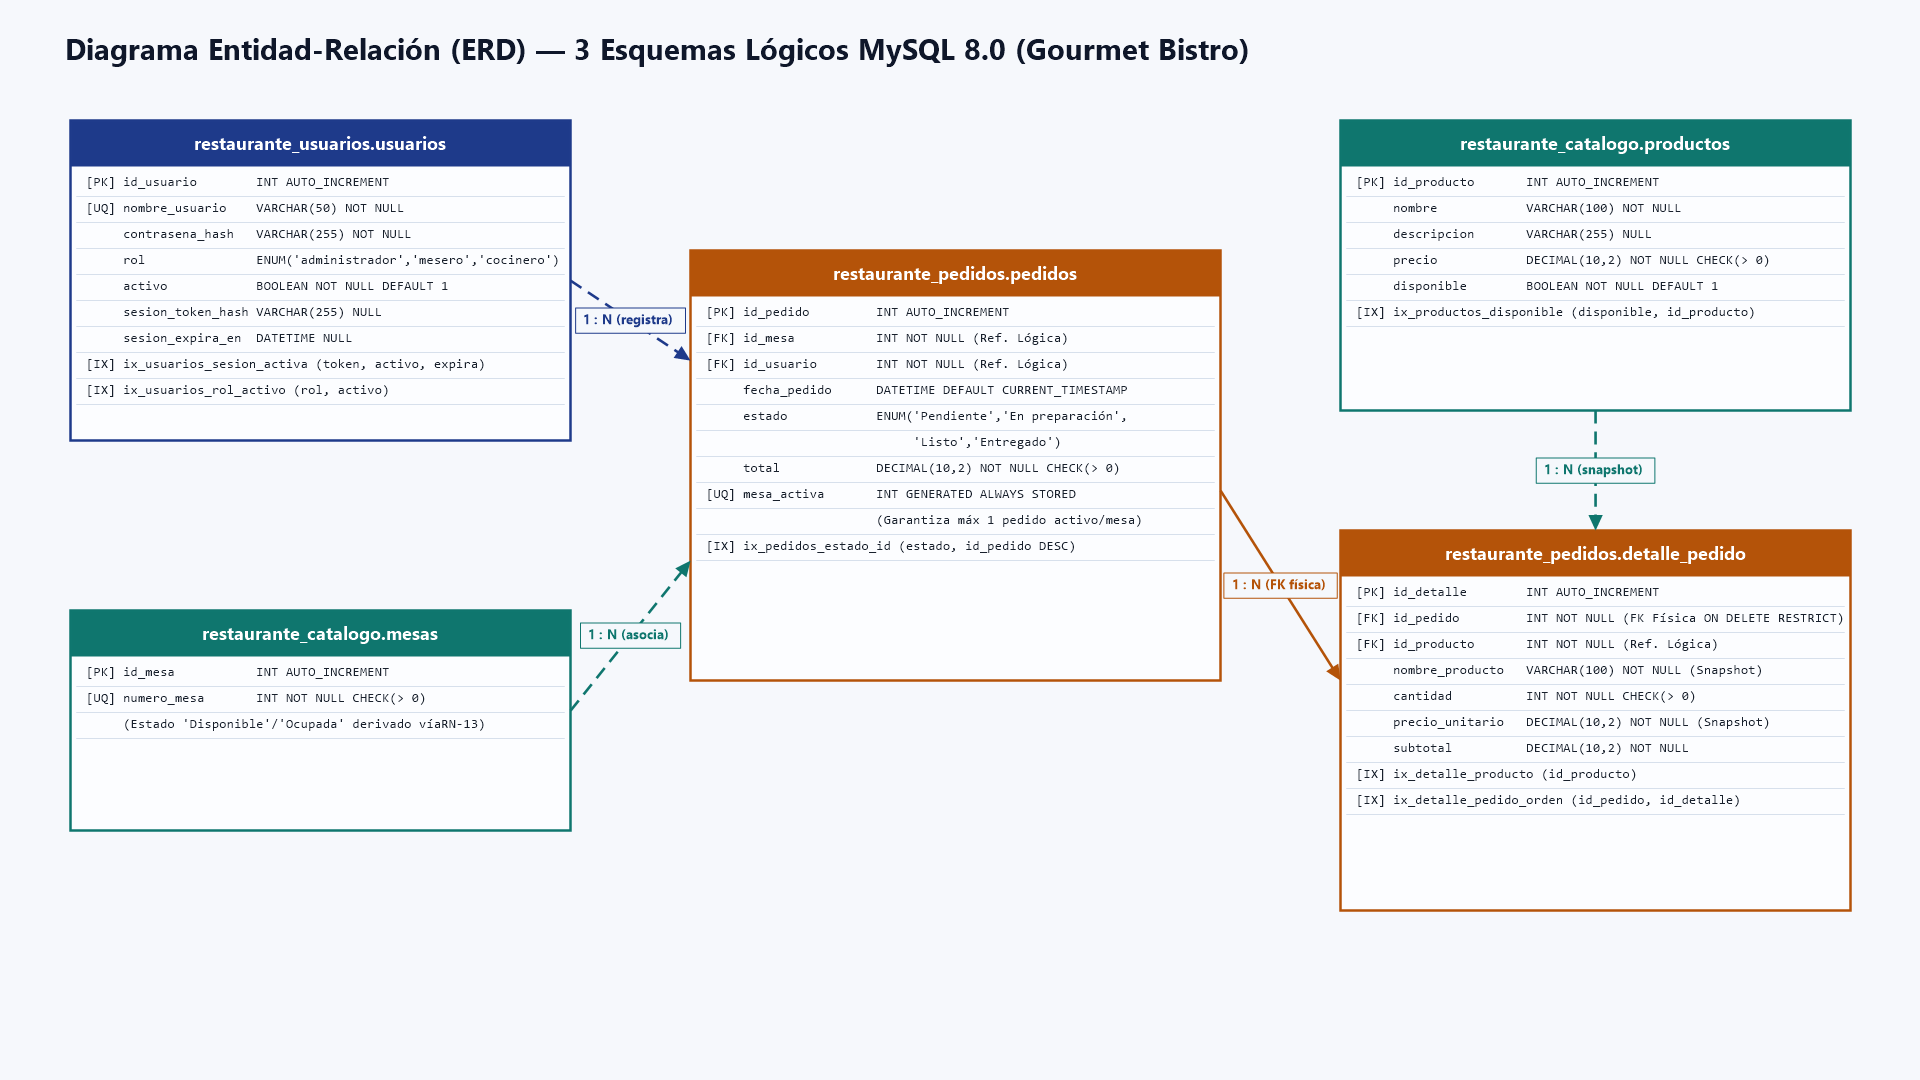 Diagrama Entidad-Relación (ERD) — 3 Esquemas Lógicos MySQL 8.0 (Gourmet Bistro)
restaurante_usuarios.usuarios
[PK] id_usuario INT AUTO_INCREMENT
[UQ] nombre_usuario VARCHAR(50) NOT NULL
contrasena_hash VARCHAR(255) NOT NULL
rol ENUM('administrador','mesero','cocinero')
activo BOOLEAN NOT NULL DEFAULT 1
sesion_token_hash VARCHAR(255) NULL
sesion_expira_en DATETIME NULL
[IX] ix_usuarios_sesion_activa (token, activo, expira)
[IX] ix_usuarios_rol_activo (rol, activo)
1 : N (registra)
restaurante_catalogo.mesas
[PK] id_mesa INT AUTO_INCREMENT
[UQ] numero_mesa INT NOT NULL CHECK(> 0)
(Estado 'Disponible'/'Ocupada' derivado víaRN-13)
1 : N (asocia)
restaurante_pedidos.pedidos
[PK] id_pedido INT AUTO_INCREMENT
[FK] id_mesa INT NOT NULL (Ref. Lógica)
[FK] id_usuario INT NOT NULL (Ref. Lógica)
fecha_pedido DATETIME DEFAULT CURRENT_TIMESTAMP
estado ENUM('Pendiente','En preparación',
'Listo','Entregado')
total DECIMAL(10,2) NOT NULL CHECK(> 0)
[UQ] mesa_activa INT GENERATED ALWAYS STORED
(Garantiza máx 1 pedido activo/mesa)
[IX] ix_pedidos_estado_id (estado, id_pedido DESC)
1 : N (FK física)
restaurante_catalogo.productos
[PK] id_producto INT AUTO_INCREMENT
nombre VARCHAR(100) NOT NULL
descripcion VARCHAR(255) NULL
precio DECIMAL(10,2) NOT NULL CHECK(> 0)
disponible BOOLEAN NOT NULL DEFAULT 1
[IX] ix_productos_disponible (disponible, id_producto)
1 : N (snapshot)
restaurante_pedidos.detalle_pedido
[PK] id_detalle INT AUTO_INCREMENT
[FK] id_pedido INT NOT NULL (FK Física ON DELETE RESTRICT)
[FK] id_producto INT NOT NULL (Ref. Lógica)
nombre_producto VARCHAR(100) NOT NULL (Snapshot)
cantidad INT NOT NULL CHECK(> 0)
precio_unitario DECIMAL(10,2) NOT NULL (Snapshot)
subtotal DECIMAL(10,2) NOT NULL
[IX] ix_detalle_producto (id_producto)
[IX] ix_detalle_pedido_orden (id_pedido, id_detalle)